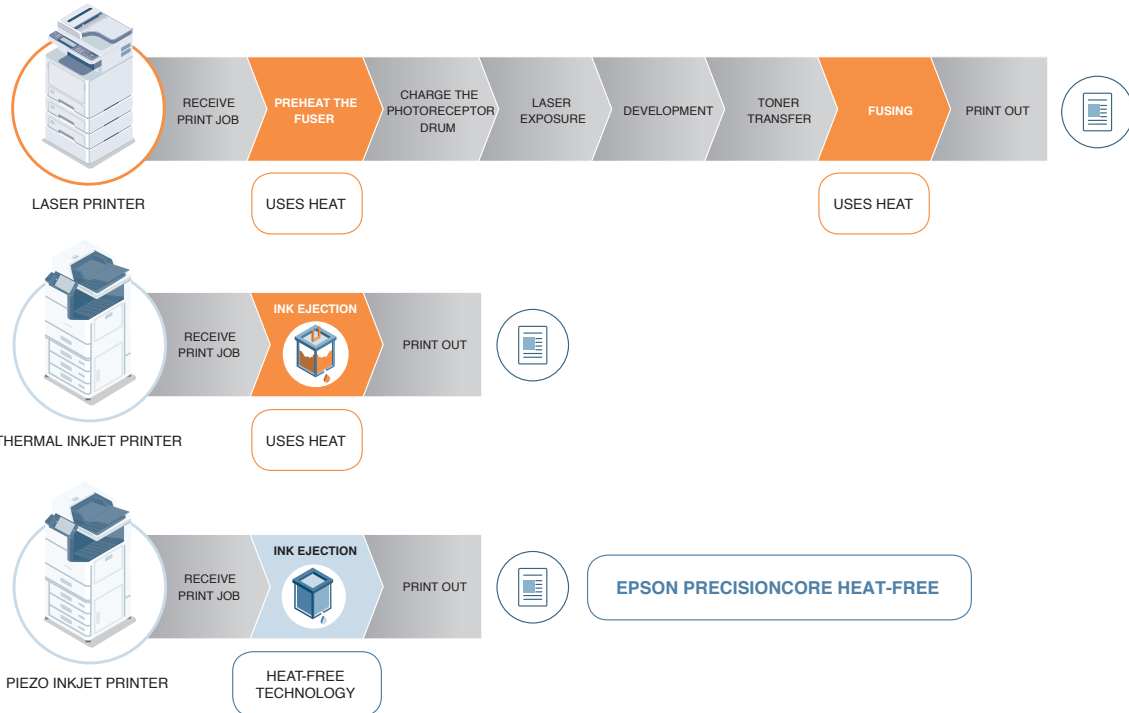 RECEIVE
PRINT JOB
PREHEAT THE
FUSER
CHARGE THE
PHOTORECEPTOR
DRUM
LASER
EXPOSURE
DEVELOPMENT
TONER
TRANSFER
FUSING
PRINT OUT
LASER PRINTER
USES HEAT
USES HEAT
RECEIVE
PRINT JOB
INK EJECTION
PRINT OUT
THERMAL INKJET PRINTER
USES HEAT
RECEIVE
PRINT JOB
INK EJECTION
PRINT OUT
EPSON PRECISIONCORE HEAT-FREE
PIEZO INKJET PRINTER
HEAT-FREE
TECHNOLOGY